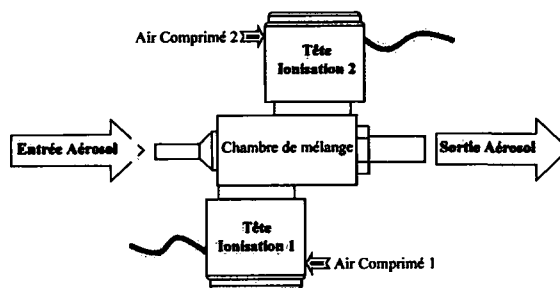 Air Comprimé 2
Tête
Ionisation 2
Entrée Aérosol
Chambre de mélange
Sortie Aérosol
Tête
Ionisation 1
Air Comprimé 1